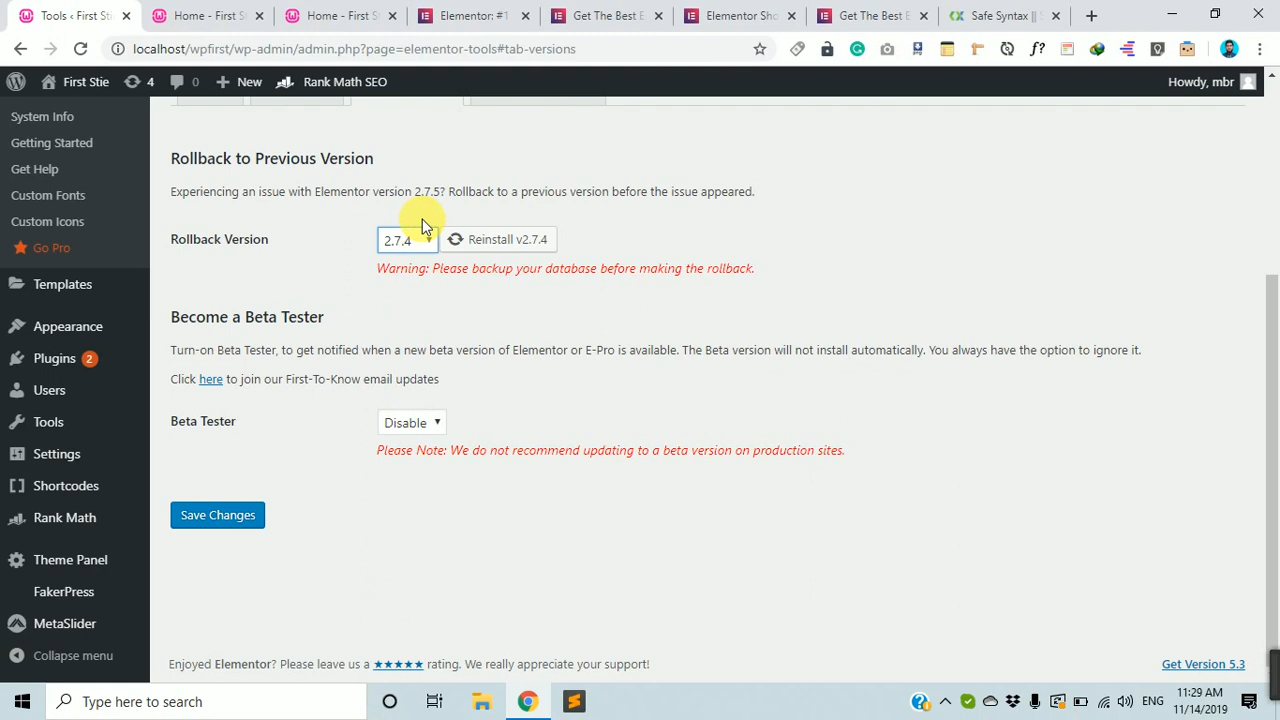 Tools ‹ First Sti
Home - First S
Home - First St
Elementor: #1
Get The Best E
Elementor Sho
Get The Best E
Safe Syntax || S
localhost/wpfirst/wp-admin/admin.php?page=elementor-tools#tab-versions
First Stie
4
0
New
Rank Math SEO
Howdy, mbr
System Info
Getting Started
Get Help
Custom Fonts
Custom Icons
Go Pro
Templates
Appearance
Plugins 2
Users
Tools
Settings
Shortcodes
Rank Math
Theme Panel
FakerPress
MetaSlider
Collapse menu
Rollback to Previous Version
Experiencing an issue with Elementor version 2.7.5? Rollback to a previous version before the issue appeared.
Rollback Version
2.7.4
Reinstall v2.7.4
Warning: Please backup your database before making the rollback.
Become a Beta Tester
Turn-on Beta Tester, to get notified when a new beta version of Elementor or E-Pro is available. The Beta version will not install automatically. You always have the option to ignore it.
Click here to join our First-To-Know email updates
Beta Tester
Disable
Please Note: We do not recommend updating to a beta version on production sites.
Save Changes
Enjoyed Elementor? Please leave us a ★★★★★ rating. We really appreciate your support!
Get Version 5.3
Type here to search
ENG
11:29 AM
11/14/2019